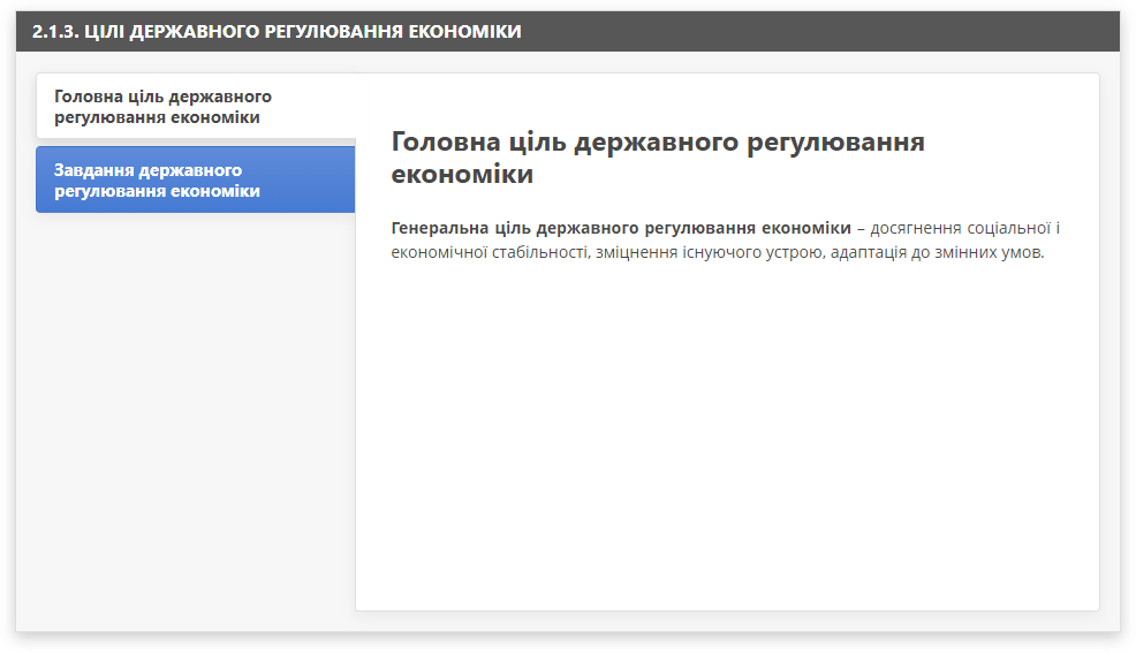 2.1.3. ЦІЛІ ДЕРЖАВНОГО РЕГУЛЮВАННЯ ЕКОНОМІКИ
Головна ціль державного
регулювання економіки
Завдання державного
регулювання економіки
Головна ціль державного регулювання
економіки
Генеральна ціль державного регулювання економіки – досягнення соціальної і
економічної стабільності, зміцнення існуючого устрою, адаптація до змінних умов.